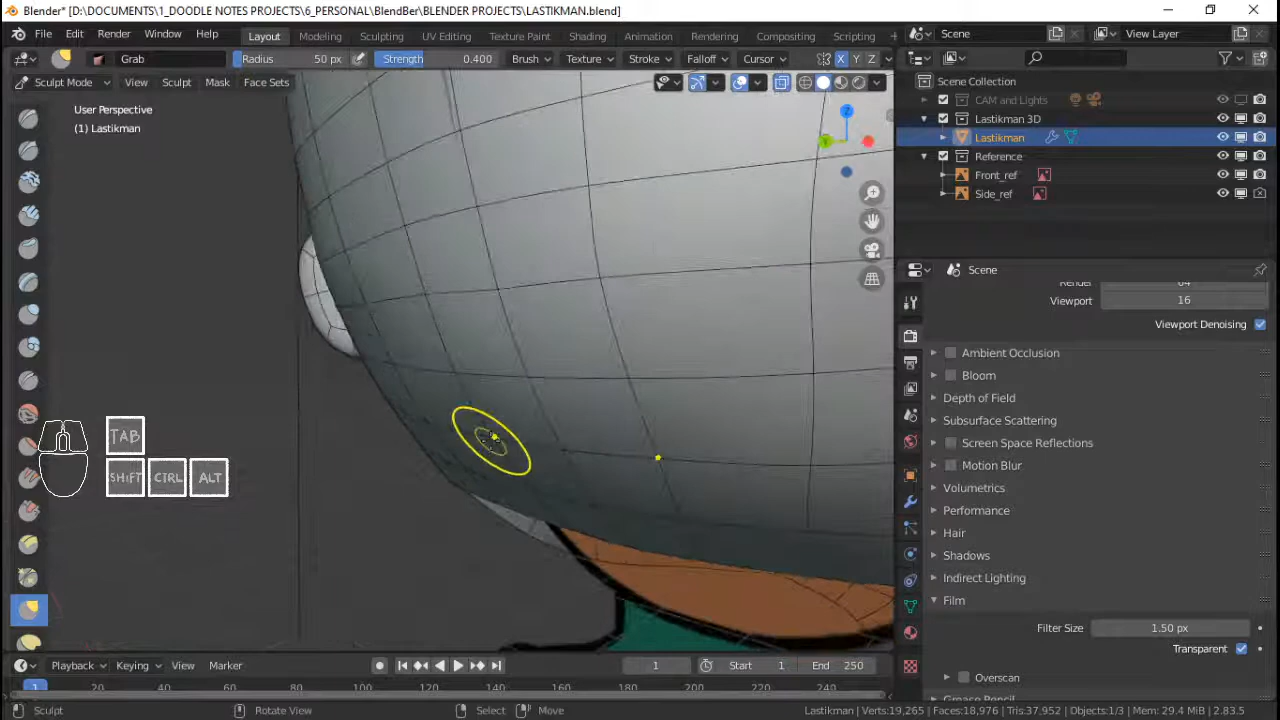 Blender* [D:\DOCUMENTS\1_DOODLE NOTES PROJECTS\6_PERSONAL\BlendBer\BLENDER PROJECTS\LASTIKMAN.blend]
File Edit Render Window Help Layout Modeling Sculpting UV Editing Texture Paint Shading Animation Rendering Compositing Scripting Scene View Layer
Grab Radius 50 px Strength 0.400 Brush Texture Stroke Falloff Cursor X Y Z
Sculpt Mode View Sculpt Mask Face Sets
User Perspective
(1) Lastikman
Z
Y
Scene Collection
CAM and Lights
Lastikman 3D
Lastikman
Reference
Front_ref
Side_ref
Scene
Render 64
Viewport 16
Viewport Denoising
Ambient Occlusion
Bloom
Depth of Field
Subsurface Scattering
Screen Space Reflections
Motion Blur
Volumetrics
Performance
Hair
Shadows
Indirect Lighting
Film
Filter Size 1.50 px
Transparent
Overscan
Grease Pencil
TAB
SHIFT CTRL ALT
Playback Keying View Marker 1 Start 1 End 250
1 20 40 60 80 100 120 140 160 180 200 220 240
Sculpt Rotate View Select Move Lastikman | Verts:19,265 | Faces:18,976 | Tris:37,952 | Objects:1/3 | Mem: 29.4 MiB | 2.83.5